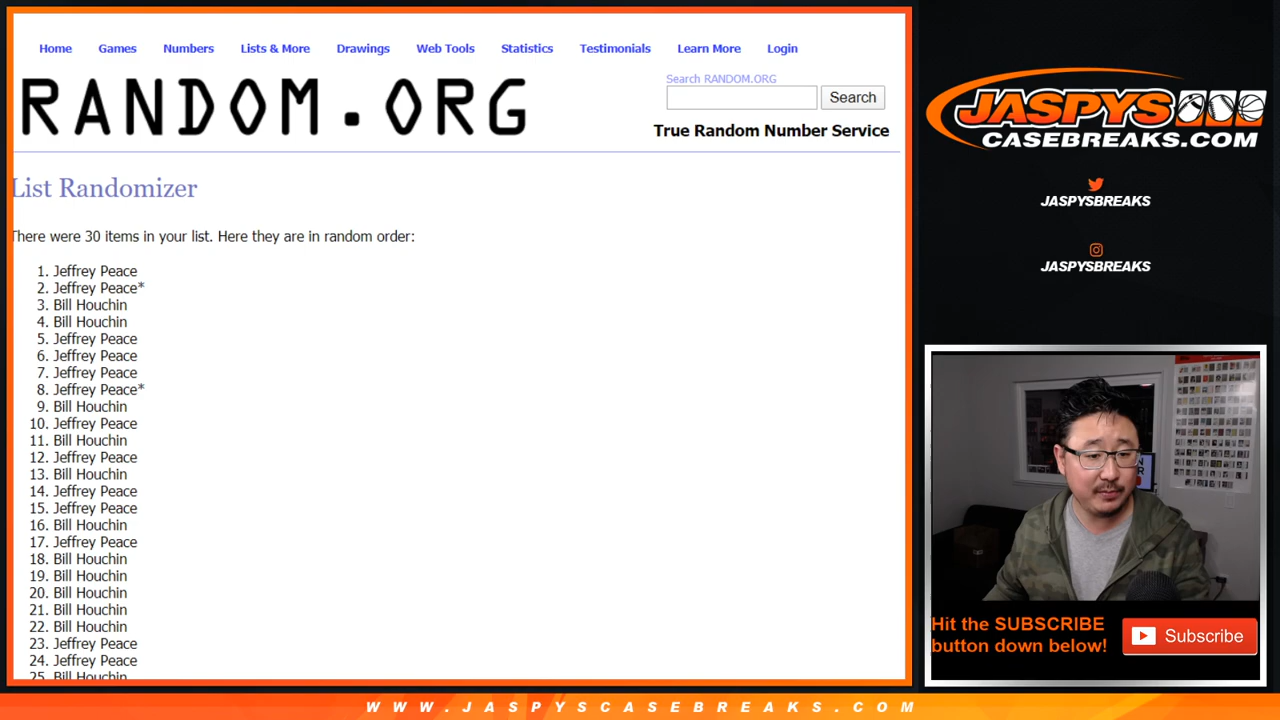 Home Games Numbers Lists & More Drawings Web Tools Statistics Testimonials Learn More Login
RANDOM.ORG
Search RANDOM.ORG
Search
True Random Number Service
List Randomizer
There were 30 items in your list. Here they are in random order:
1. Jeffrey Peace
2. Jeffrey Peace*
3. Bill Houchin
4. Bill Houchin
5. Jeffrey Peace
6. Jeffrey Peace
7. Jeffrey Peace
8. Jeffrey Peace*
9. Bill Houchin
10. Jeffrey Peace
11. Bill Houchin
12. Jeffrey Peace
13. Bill Houchin
14. Jeffrey Peace
15. Jeffrey Peace
16. Bill Houchin
17. Jeffrey Peace
18. Bill Houchin
19. Bill Houchin
20. Bill Houchin
21. Bill Houchin
22. Bill Houchin
23. Jeffrey Peace
24. Jeffrey Peace
25. Bill Houchin
JASPYS
CASEBREAKS.COM
JASPYSBREAKS
JASPYSBREAKS
Hit the SUBSCRIBE
button down below!
Subscribe
WWW.JASPYSCASEBREAKS.COM